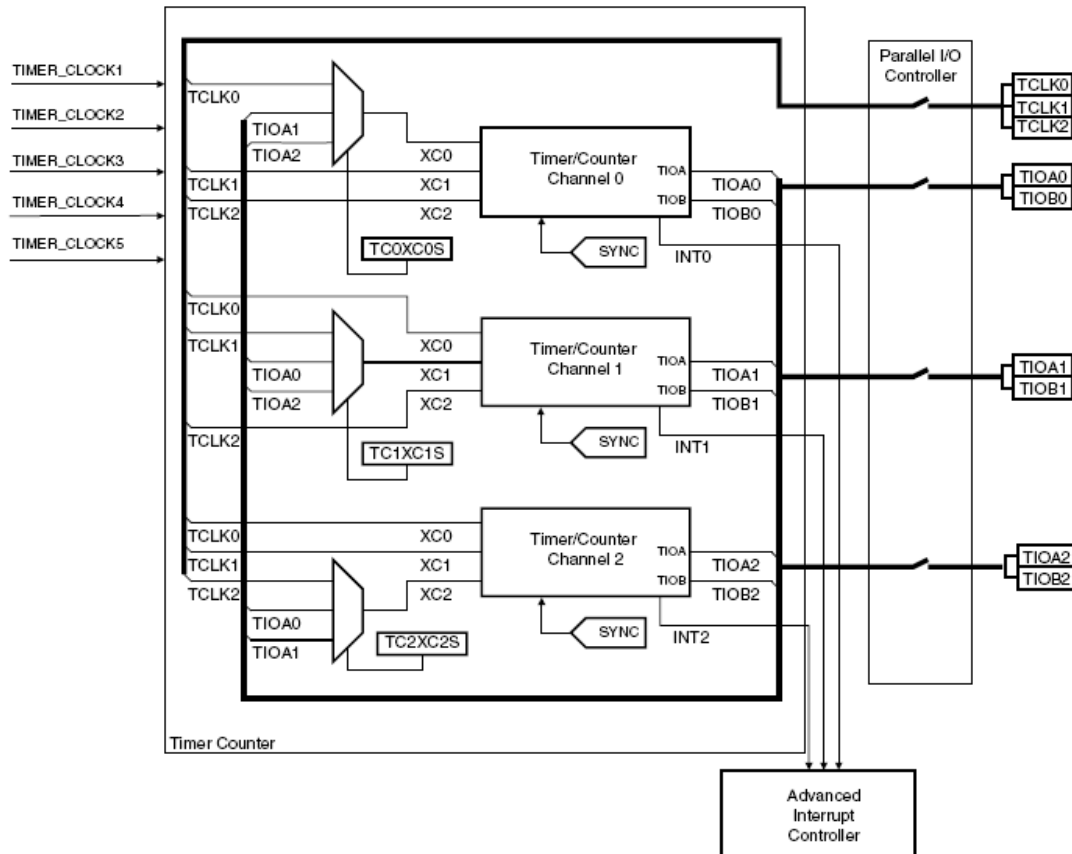 TIMER_CLOCK1
TIMER_CLOCK2
TIMER_CLOCK3
TIMER_CLOCK4
TIMER_CLOCK5
TCLK0
TIOA1
TIOA2
TCLK1
TCLK2
XC0
XC1
XC2
TC0XC0S
Timer/Counter
Channel 0
TIOA
TIOB
TIOA0
TIOB0
SYNC
INT0
TCLK0
TCLK1
TIOA0
TIOA2
TCLK2
XC0
XC1
XC2
TC1XC1S
Timer/Counter
Channel 1
TIOA
TIOB
TIOA1
TIOB1
SYNC
INT1
TCLK0
TCLK1
TCLK2
TIOA0
TIOA1
XC0
XC1
XC2
TC2XC2S
Timer/Counter
Channel 2
TIOA
TIOB
TIOA2
TIOB2
SYNC
INT2
Timer Counter
Parallel I/O
Controller
TCLK0
TCLK1
TCLK2
TIOA0
TIOB0
TIOA1
TIOB1
TIOA2
TIOB2
Advanced
Interrupt
Controller